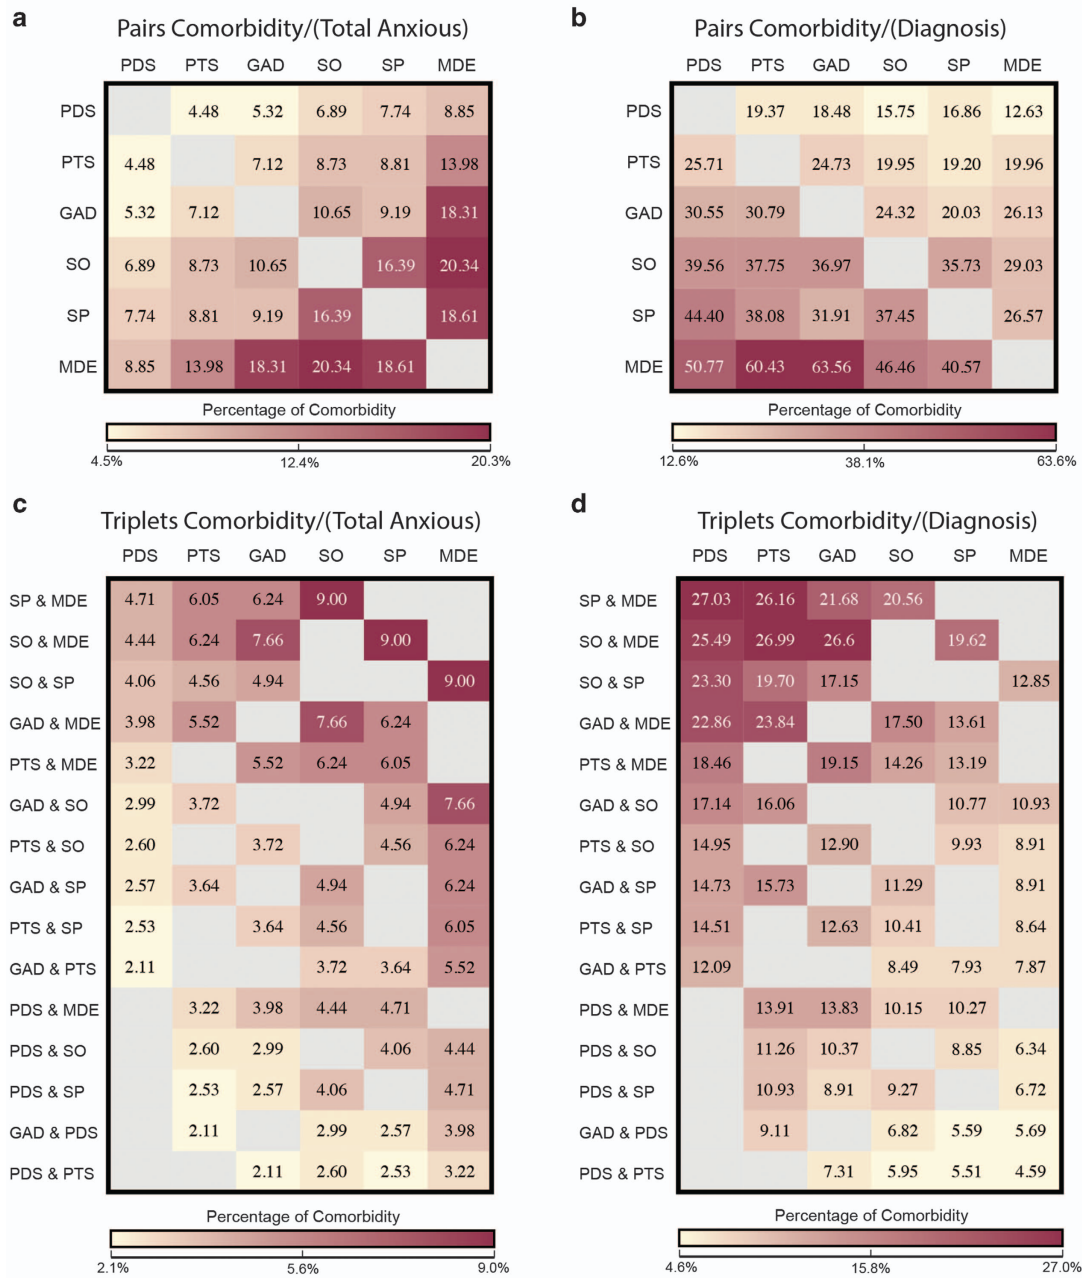 a
Pairs Comorbidity/(Total Anxious)
PDS PTS GAD SO SP MDE
PDS 4.48 5.32 6.89 7.74 8.85
PTS 4.48 7.12 8.73 8.81 13.98
GAD 5.32 7.12 10.65 9.19 18.31
SO 6.89 8.73 10.65 16.39 20.34
SP 7.74 8.81 9.19 16.39 18.61
MDE 8.85 13.98 18.31 20.34 18.61
Percentage of Comorbidity
4.5% 12.4% 20.3%
b
Pairs Comorbidity/(Diagnosis)
PDS PTS GAD SO SP MDE
PDS 19.37 18.48 15.75 16.86 12.63
PTS 25.71 24.73 19.95 19.20 19.96
GAD 30.55 30.79 24.32 20.03 26.13
SO 39.56 37.75 36.97 35.73 29.03
SP 44.40 38.08 31.91 37.45 26.57
MDE 50.77 60.43 63.56 46.46 40.57
Percentage of Comorbidity
12.6% 38.1% 63.6%
c
Triplets Comorbidity/(Total Anxious)
PDS PTS GAD SO SP MDE
SP & MDE 4.71 6.05 6.24 9.00
SO & MDE 4.44 6.24 7.66 9.00
SO & SP 4.06 4.56 4.94 9.00
GAD & MDE 3.98 5.52 7.66 6.24
PTS & MDE 3.22 5.52 6.24 6.05
GAD & SO 2.99 3.72 4.94 7.66
PTS & SO 2.60 3.72 4.56 6.24
GAD & SP 2.57 3.64 4.94 6.24
PTS & SP 2.53 3.64 4.56 6.05
GAD & PTS 2.11 3.72 3.64 5.52
PDS & MDE 3.22 3.98 4.44 4.71
PDS & SO 2.60 2.99 4.06 4.44
PDS & SP 2.53 2.57 4.06 4.71
GAD & PDS 2.11 2.99 2.57 3.98
PDS & PTS 2.11 2.60 2.53 3.22
Percentage of Comorbidity
2.1% 5.6% 9.0%
d
Triplets Comorbidity/(Diagnosis)
PDS PTS GAD SO SP MDE
SP & MDE 27.03 26.16 21.68 20.56
SO & MDE 25.49 26.99 26.6 19.62
SO & SP 23.30 19.70 17.15 12.85
GAD & MDE 22.86 23.84 17.50 13.61
PTS & MDE 18.46 19.15 14.26 13.19
GAD & SO 17.14 16.06 10.77 10.93
PTS & SO 14.95 12.90 9.93 8.91
GAD & SP 14.73 15.73 11.29 8.91
PTS & SP 14.51 12.63 10.41 8.64
GAD & PTS 12.09 8.49 7.93 7.87
PDS & MDE 13.91 13.83 10.15 10.27
PDS & SO 11.26 10.37 8.85 6.34
PDS & SP 10.93 8.91 9.27 6.72
GAD & PDS 9.11 6.82 5.59 5.69
PDS & PTS 7.31 5.95 5.51 4.59
Percentage of Comorbidity
4.6% 15.8% 27.0%